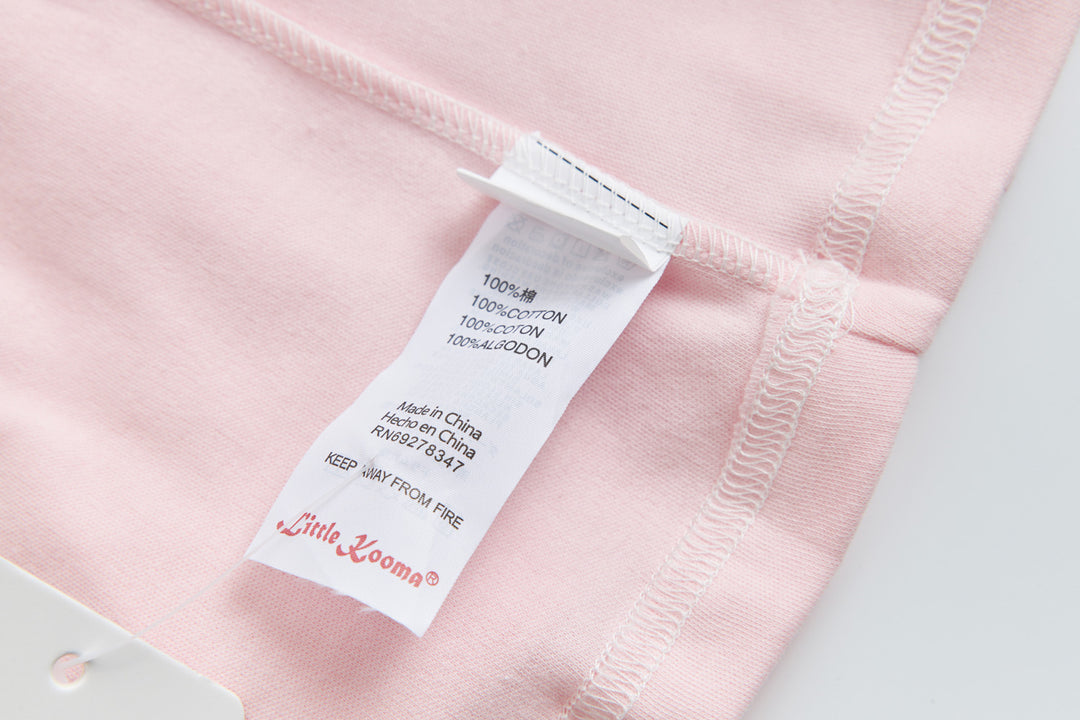 100%棉
100%COTTON
100%COTON
100%ALGODON
Made in China
Hecho en China
RN69278347
KEEP AWAY FROM FIRE
Little Kooma®